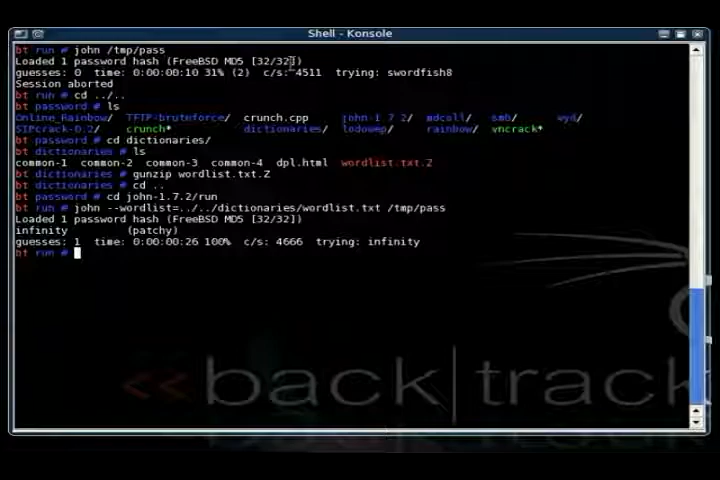 Shell - Konsole
bt run # john /tmp/pass
Loaded 1 password hash (FreeBSD MD5 [32/32])
guesses: 0  time: 0:00:00:10 31% (2)  c/s: 4511  trying: swordfish8
Session aborted
bt run # cd ../..
bt password # ls
Online_Rainbow/  TFTP-bruteforce/  crunch.cpp  john-1.7.2/  mdcoll/  smb/  wyd/
SIPcrack-0.2/  crunch*  dictionaries/  lodowep/  rainbow/  vncrack*
bt password # cd dictionaries/
bt dictionaries # ls
common-1  common-2  common-3  common-4  dpl.html  wordlist.txt.Z
bt dictionaries # gunzip wordlist.txt.Z
bt dictionaries # cd ..
bt password # cd john-1.7.2/run
bt run # john --wordlist=../../dictionaries/wordlist.txt /tmp/pass
Loaded 1 password hash (FreeBSD MD5 [32/32])
infinity         (patchy)
guesses: 1  time: 0:00:00:26 100%  c/s: 4666  trying: infinity
bt run #
<<back|track